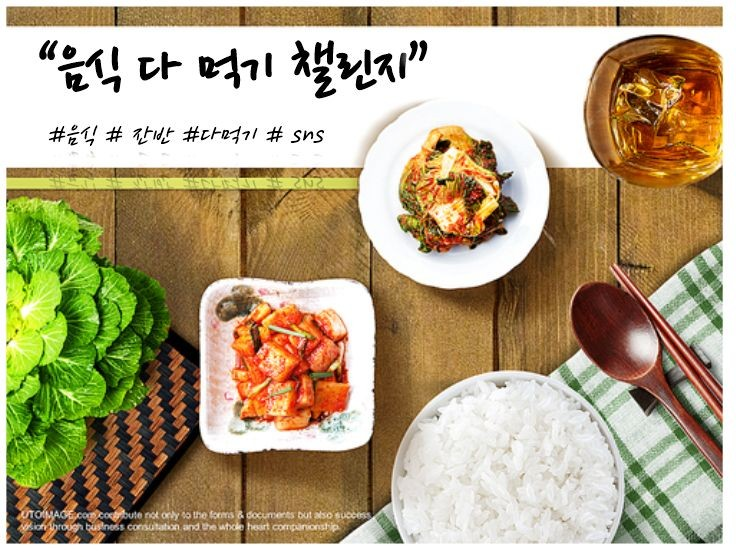 “음식 다 먹기 챌린지”
#음식 # 잔반 #다먹기 # sns
UTOIMAGE.com contribute not only to the forms & documents but also success
vision through business consultation and the whole heart companionship.